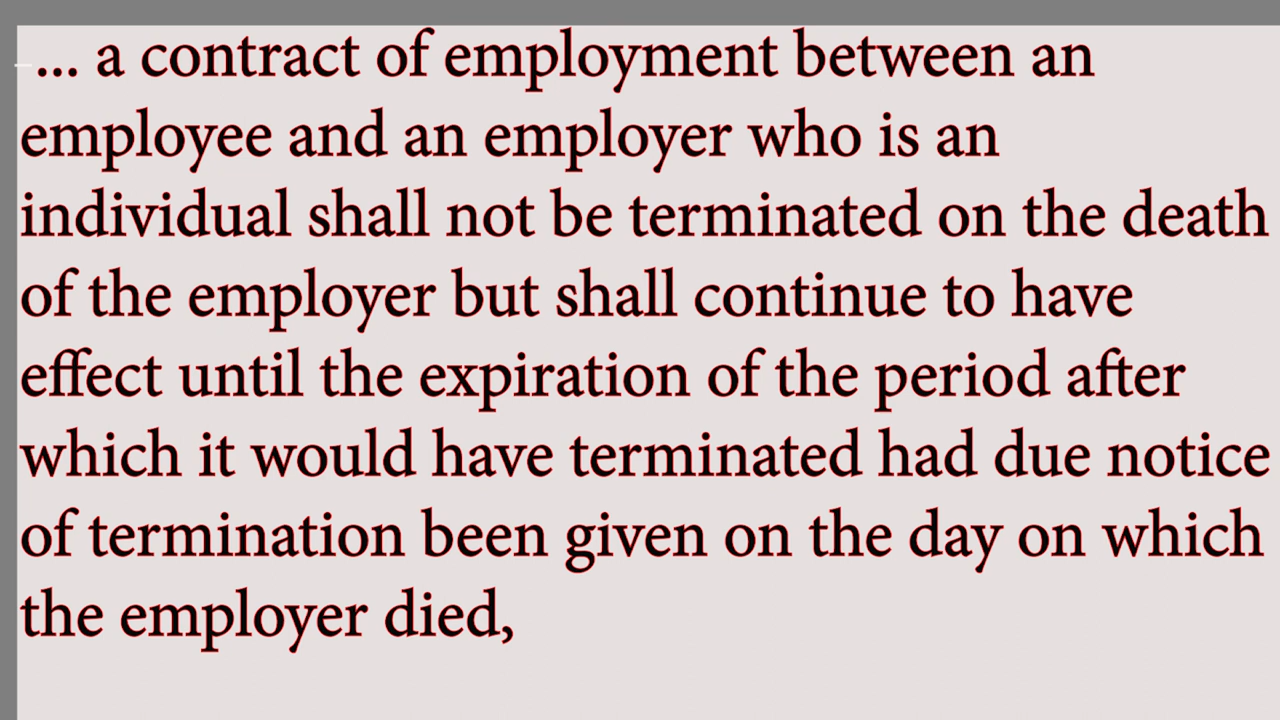 ... a contract of employment between an
employee and an employer who is an
individual shall not be terminated on the death
of the employer but shall continue to have
effect until the expiration of the period after
which it would have terminated had due notice
of termination been given on the day on which
the employer died,